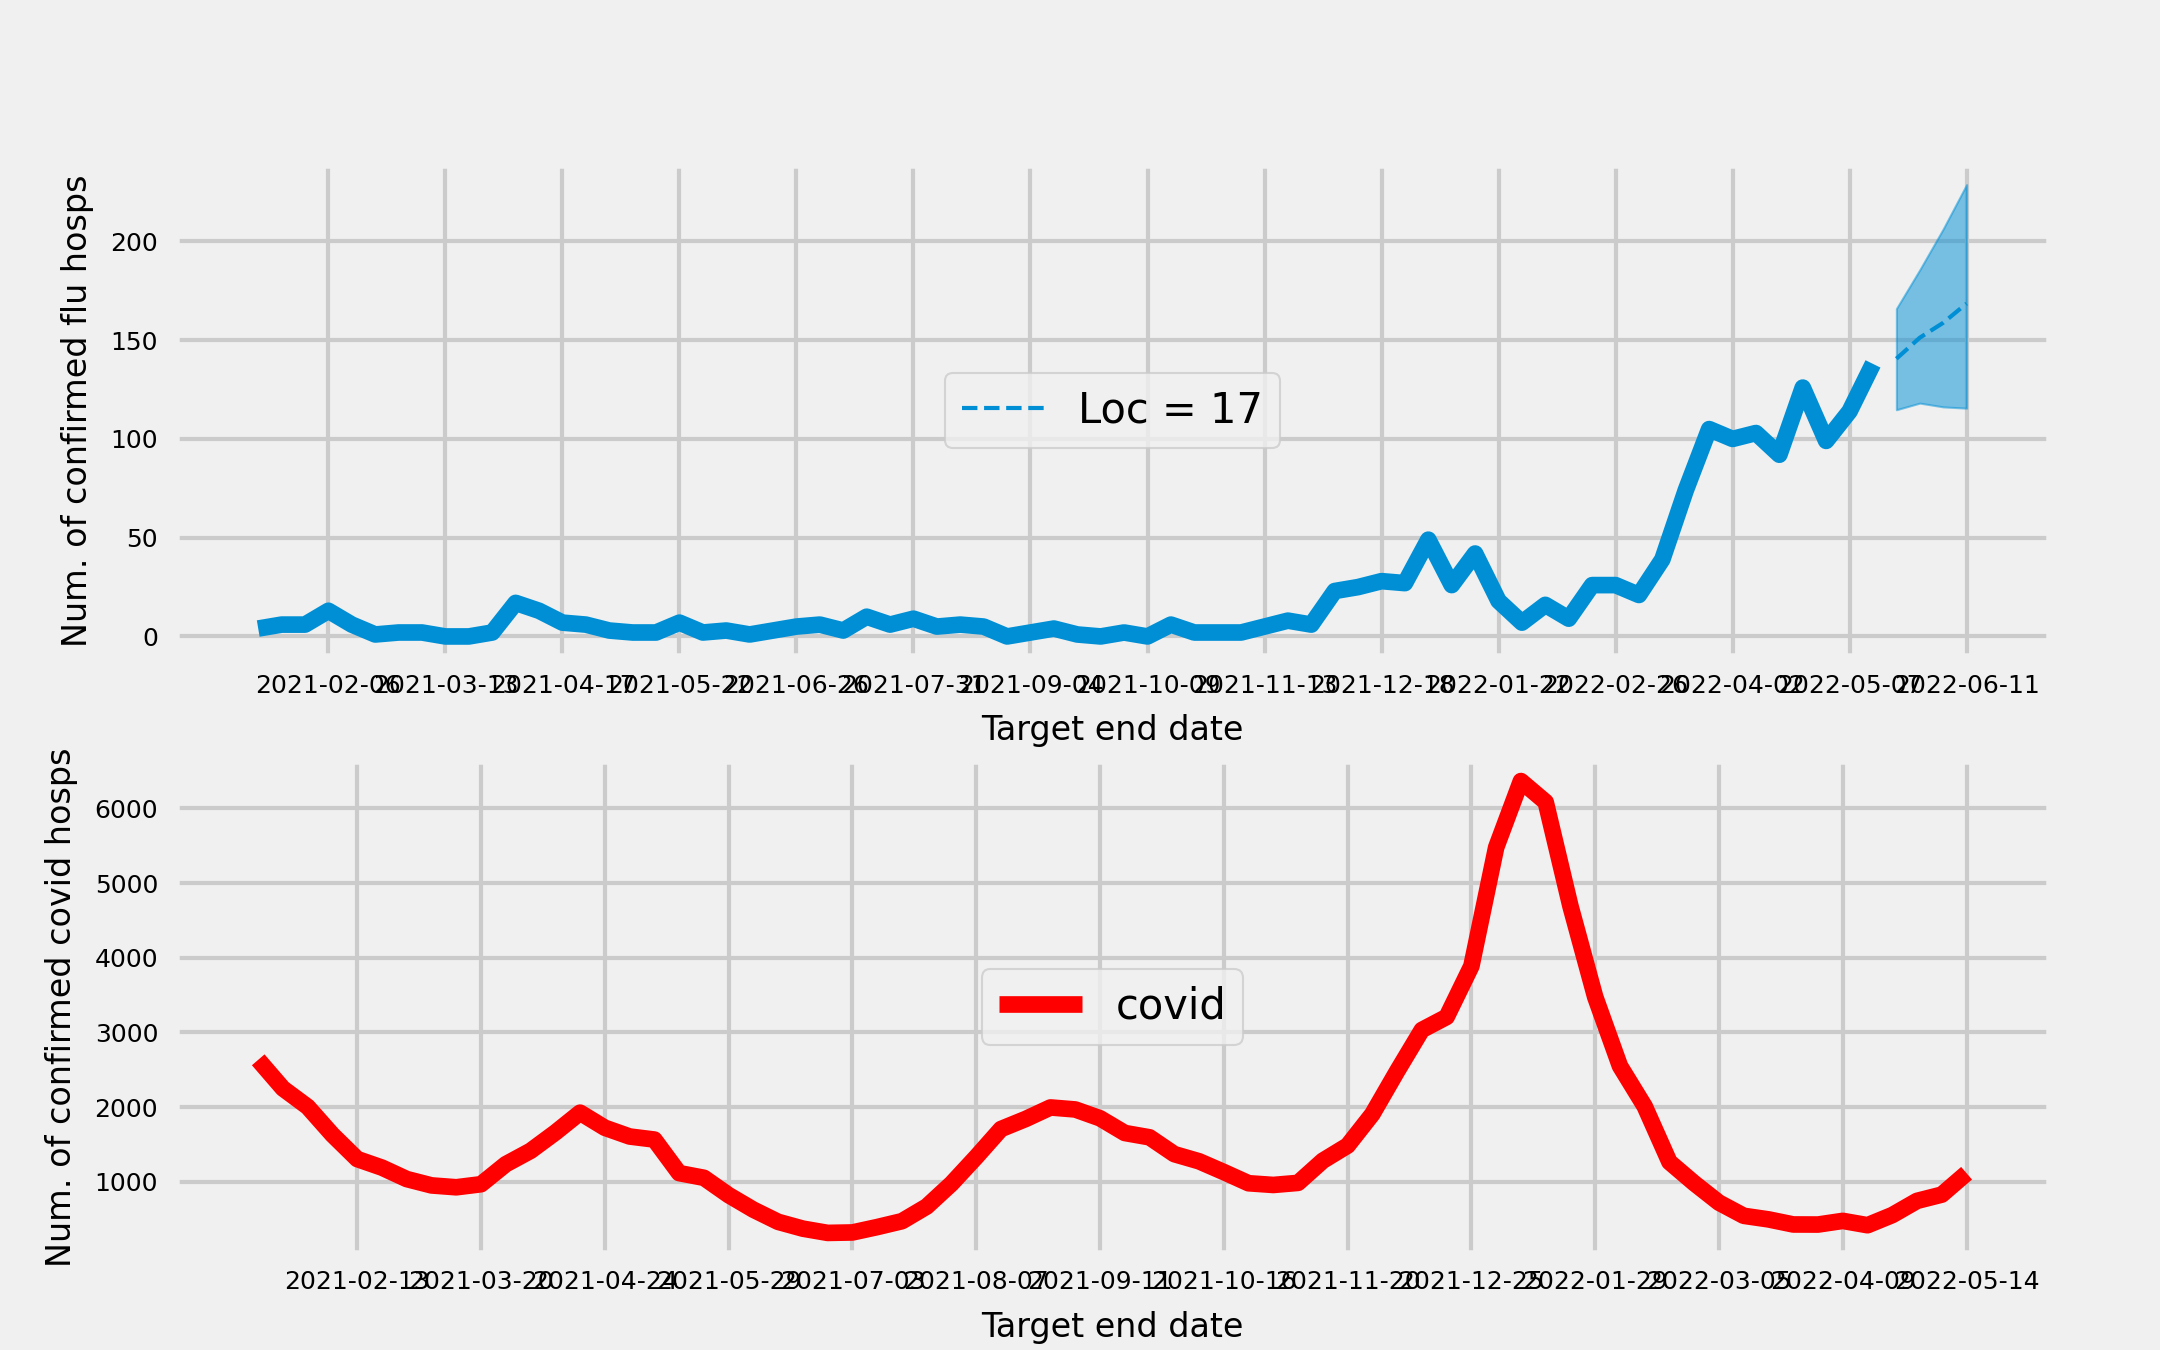 Num. of confirmed flu hosps
200
150
100
50
0
Loc = 17
2021-02-06 2021-03-13 2021-04-17 2021-05-22 2021-06-26 2021-07-31 2021-09-04 2021-10-09 2021-11-13 2021-12-18 2022-01-22 2022-02-26 2022-04-02 2022-05-07 2022-06-11
Target end date
Num. of confirmed covid hosps
6000
5000
4000
3000
2000
1000
covid
2021-02-13 2021-03-20 2021-04-24 2021-05-29 2021-07-03 2021-08-07 2021-09-11 2021-10-16 2021-11-20 2021-12-25 2022-01-29 2022-03-05 2022-04-09 2022-05-14
Target end date